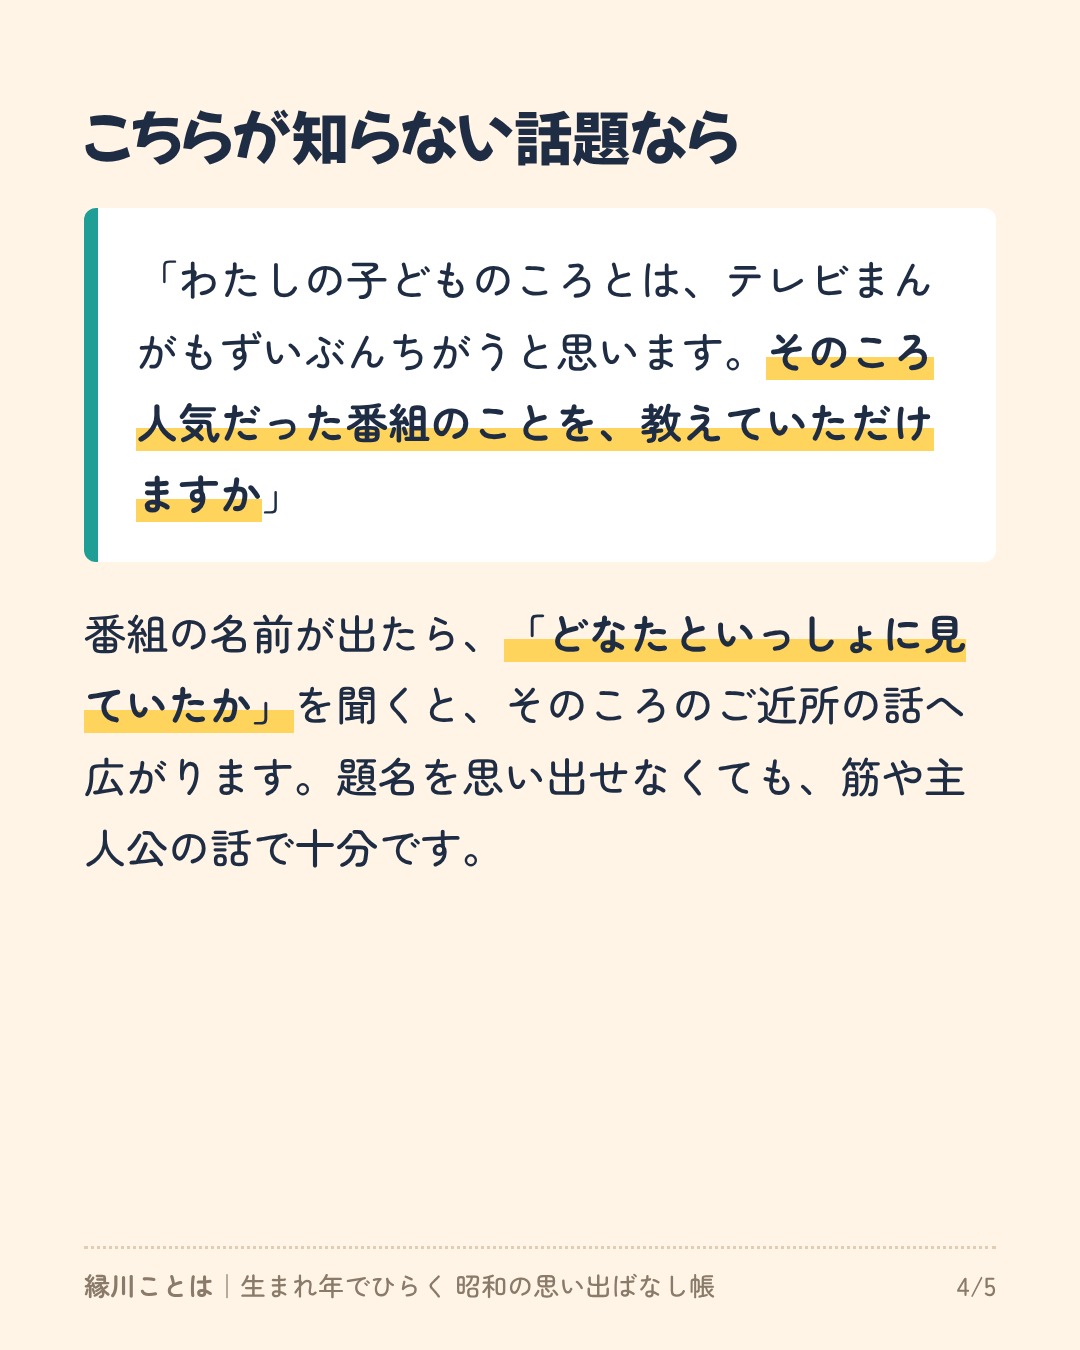 こちらが知らない話題なら
「わたしの子どものころとは、テレビまん
がもずいぶんちがうと思います。そのころ
人気だった番組のことを、教えていただけ
ますか」
番組の名前が出たら、「どなたといっしょに見
ていたか」を聞くと、そのころのご近所の話へ
広がります。題名を思い出せなくても、筋や主
人公の話で十分です。
縁川ことは｜生まれ年でひらく 昭和の思い出ばなし帳
4/5